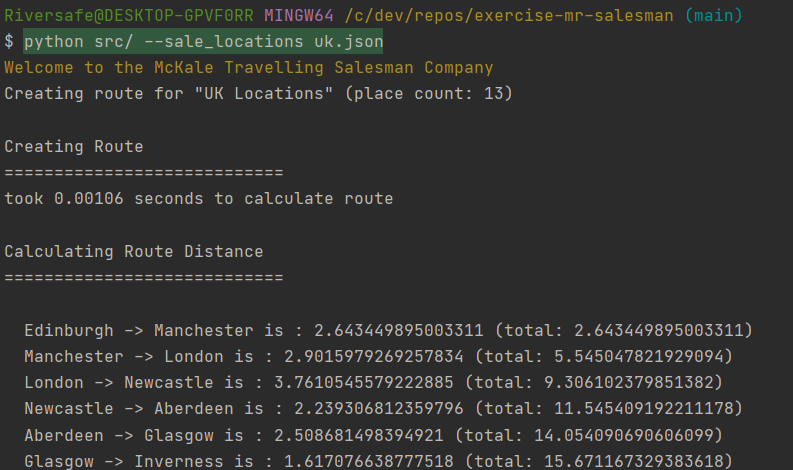 Riversafe@DESKTOP-GPVF0RR MINGW64 /c/dev/repos/exercise-mr-salesman (main)
$ python src/ --sale_locations uk.json
Welcome to the McKale Travelling Salesman Company
Creating route for "UK Locations" (place count: 13)
Creating Route
============================
took 0.00106 seconds to calculate route
Calculating Route Distance
============================
Edinburgh -> Manchester is : 2.643449895003311 (total: 2.643449895003311)
Manchester -> London is : 2.9015979269257834 (total: 5.545047821929094)
London -> Newcastle is : 3.7610545579222885 (total: 9.306102379851382)
Newcastle -> Aberdeen is : 2.239306812359796 (total: 11.545409192211178)
Aberdeen -> Glasgow is : 2.508681498394921 (total: 14.054090690606099)
Glasgow -> Inverness is : 1.617076638777518 (total: 15.671167329383618)